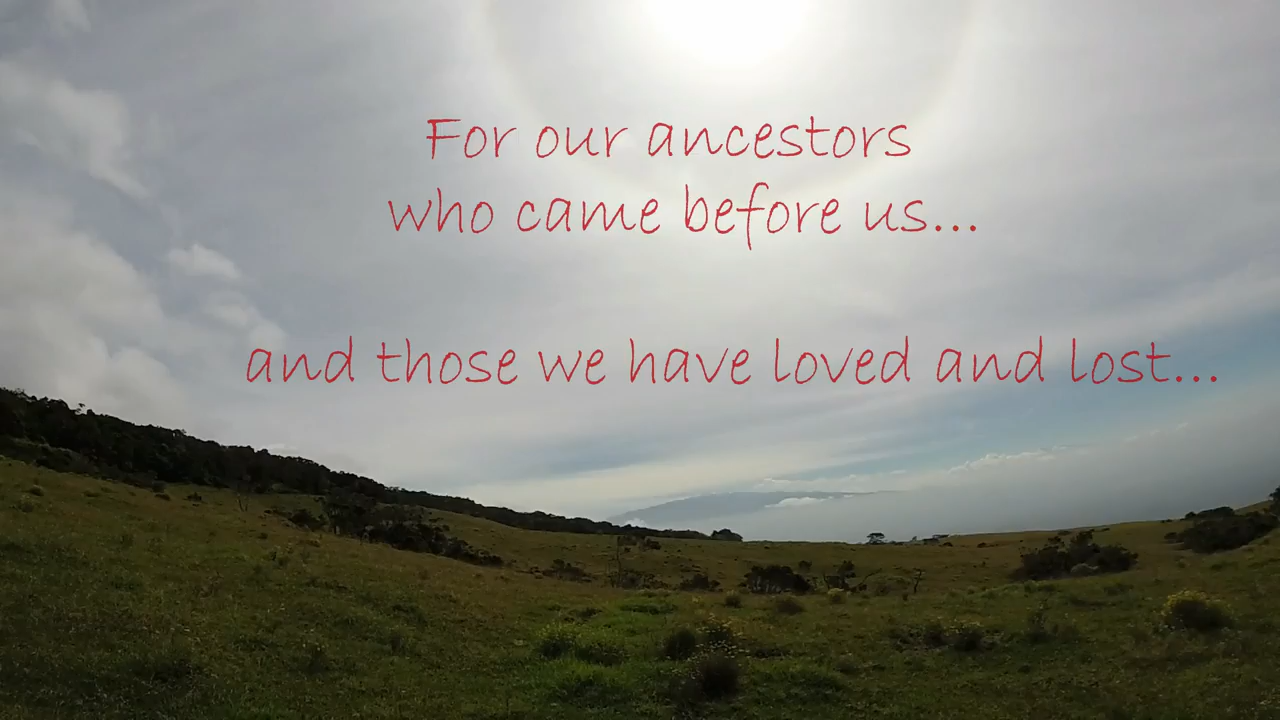 For our ancestors
who came before us...
and those we have loved and lost...